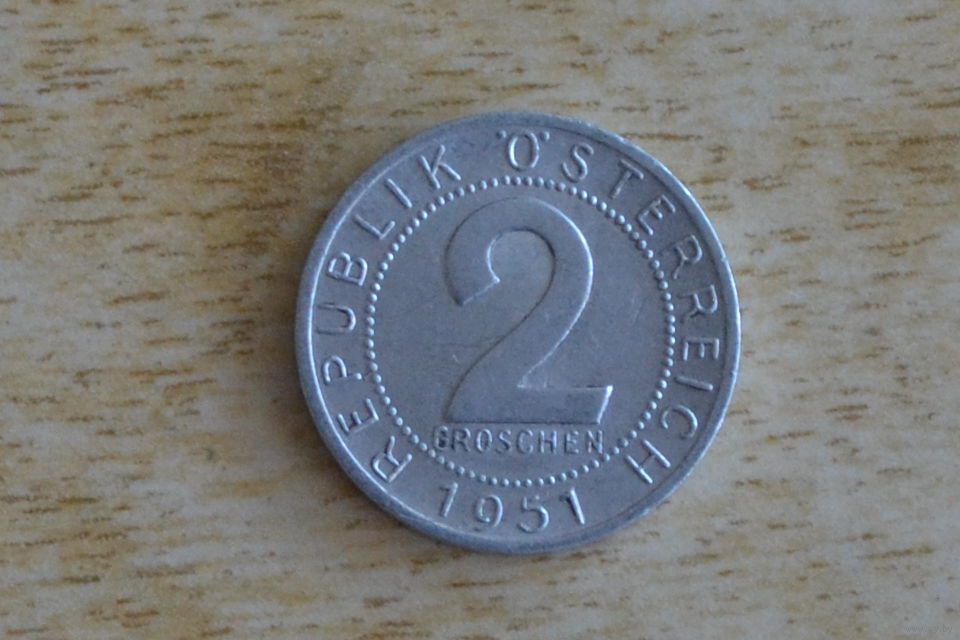 REPUBLIK ÖSTERREICH
2
GROSCHEN
1951